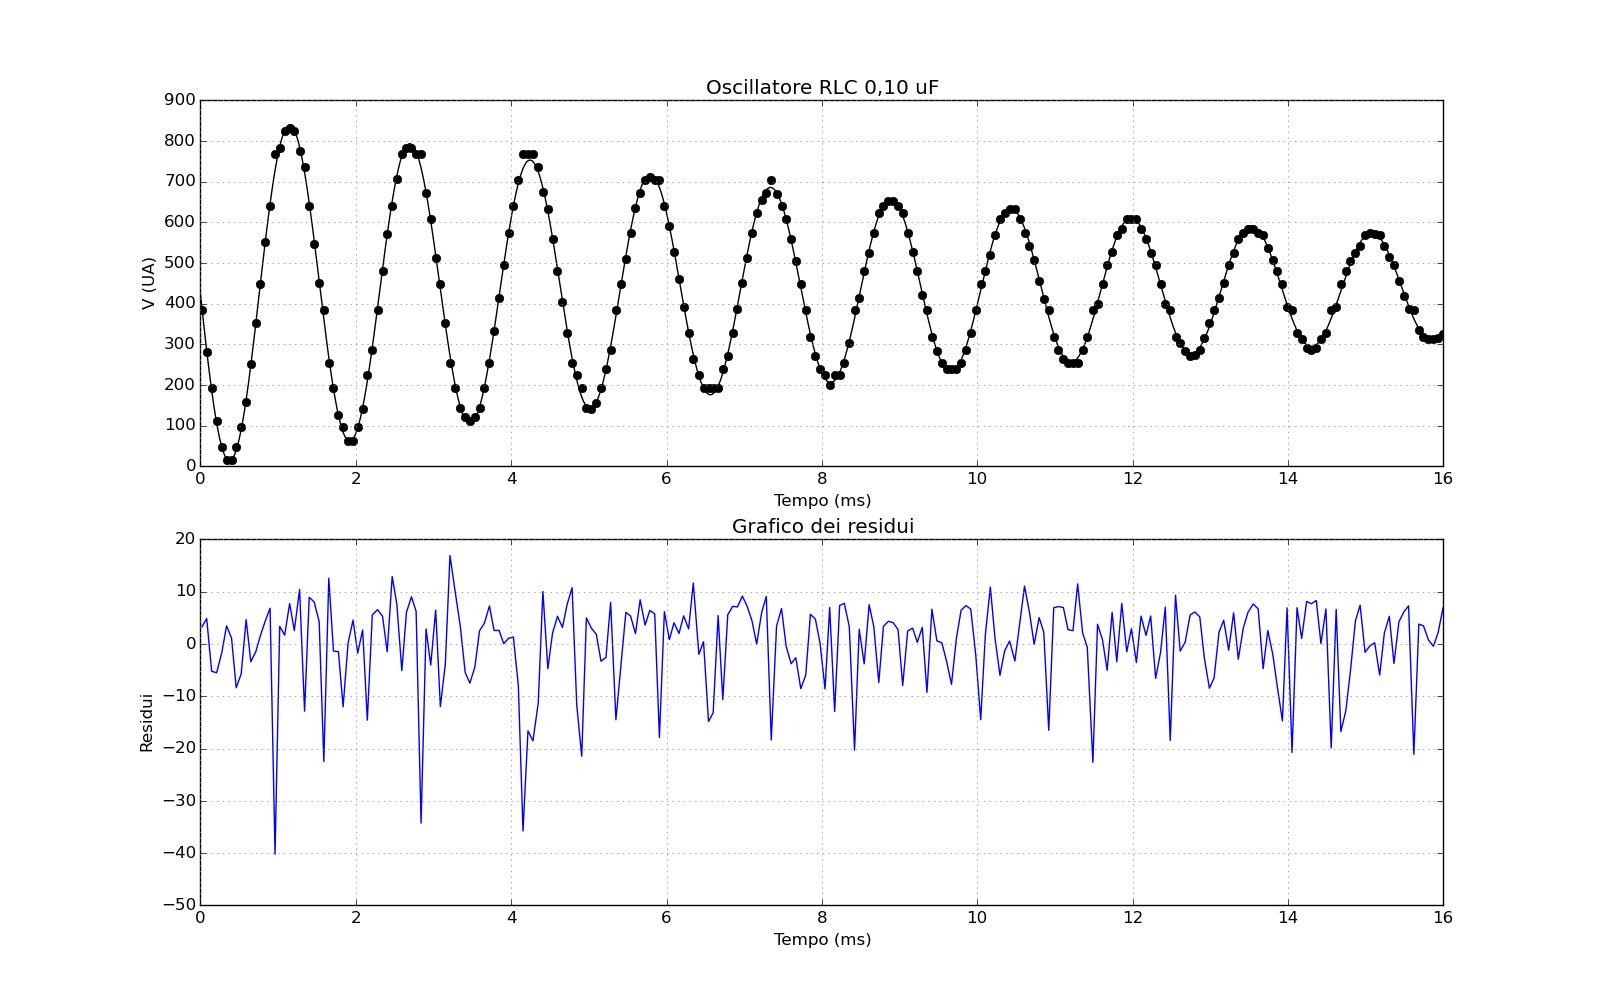 Oscillatore RLC 0,10 uF
900
800
700
600
500
400
300
200
100
0
V (UA)
0 2 4 6 8 10 12 14 16
Tempo (ms)
Grafico dei residui
20
10
0
−10
−20
−30
−40
−50
Residui
0 2 4 6 8 10 12 14 16
Tempo (ms)